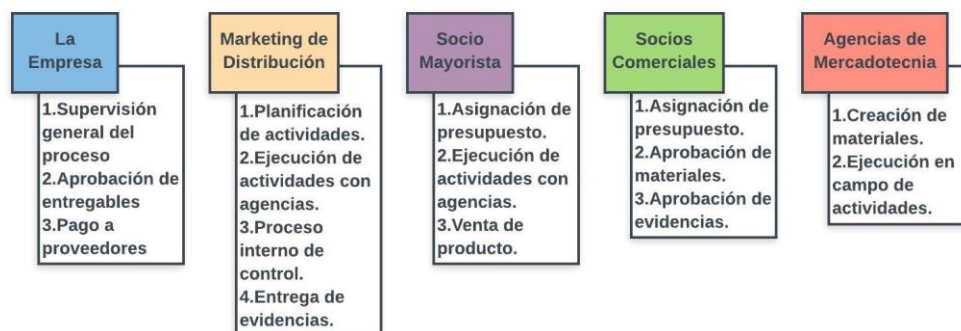 La
Empresa
1.Supervisión
general del
proceso
2.Aprobación de
entregables
3.Pago a
proveedores
Marketing de
Distribución
1.Planificación
de actividades.
2.Ejecución de
actividades con
agencias.
3.Proceso
interno de
control.
4.Entrega de
evidencias.
Socio
Mayorista
1.Asignación de
presupuesto.
2.Ejecución de
actividades con
agencias.
3.Venta de
producto.
Socios
Comerciales
1.Asignación de
presupuesto.
2.Aprobación de
materiales.
3.Aprobación de
evidencias.
Agencias de
Mercadotecnia
1.Creación de
materiales.
2.Ejecución en
campo de
actividades.